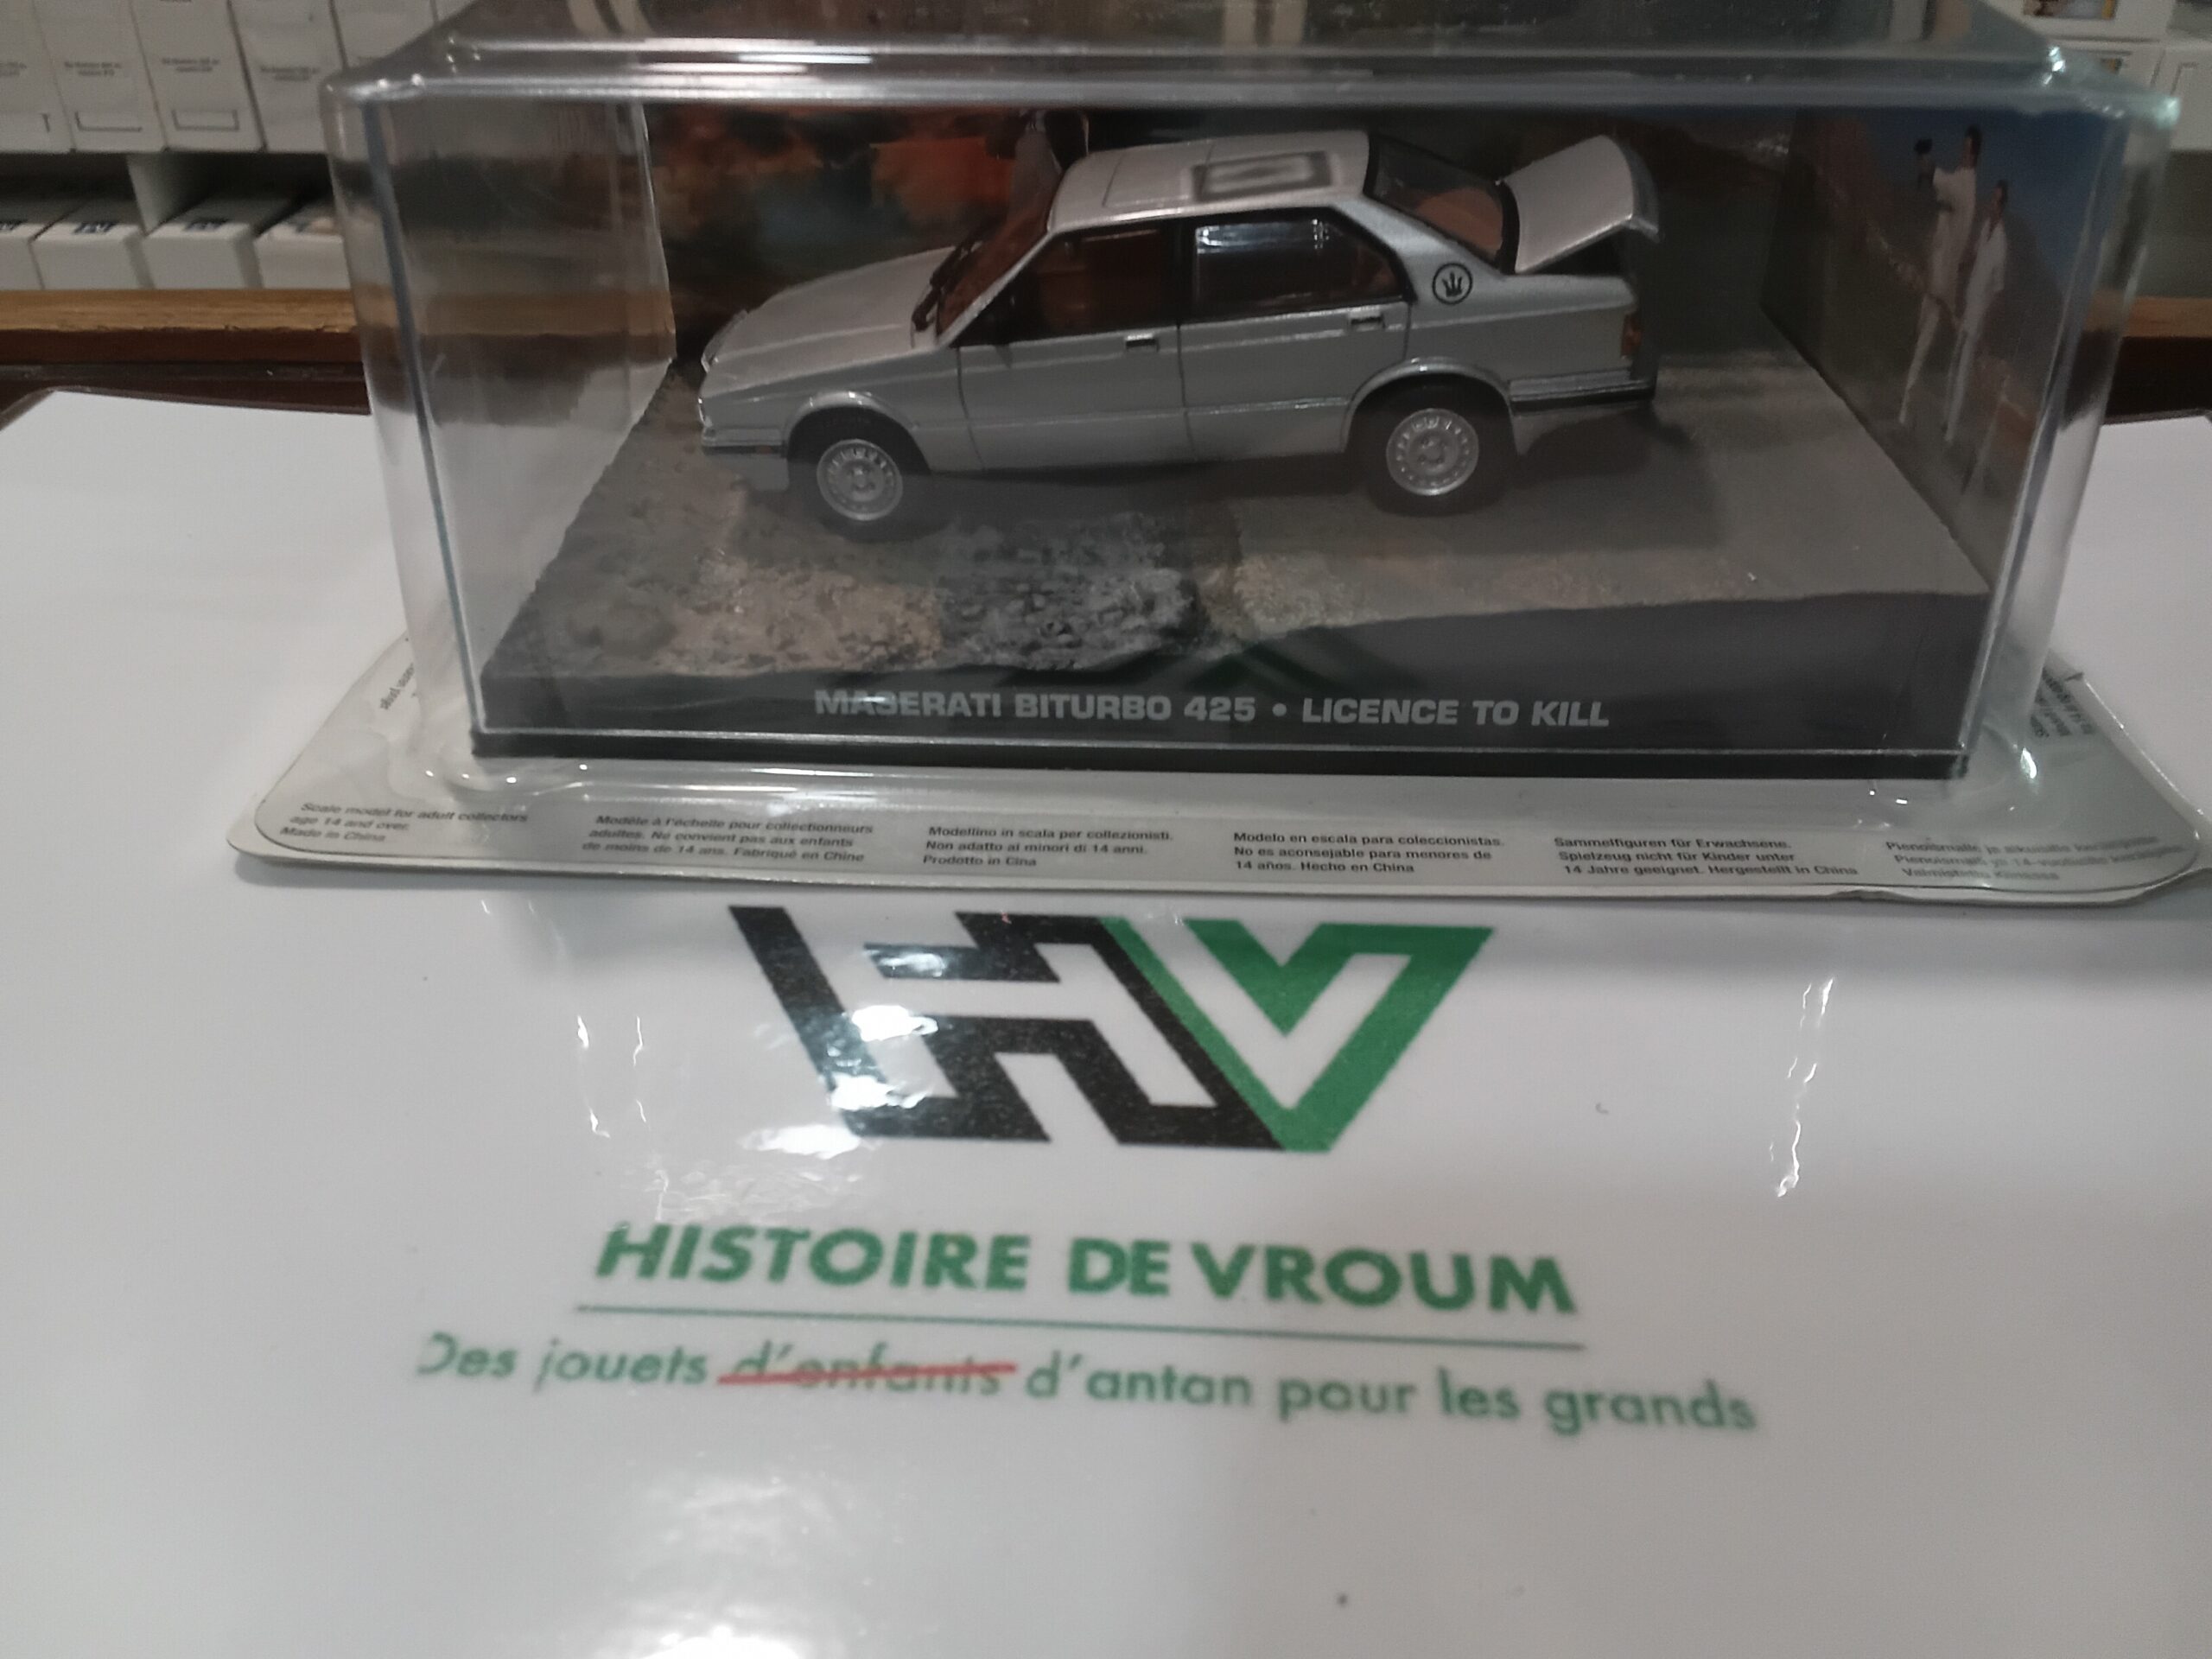 MASERATI BITURBO 425 • LICENCE TO KILL
Scale model for adult collectors
age 14 and over.
Made in China
Modèle à l'échelle pour collectionneurs
adultes. Ne convient pas aux enfants
de moins de 14 ans. Fabriqué en Chine
Modellino in scala per collezionisti.
Non adatto ai minori di 14 anni.
Prodotto in Cina
Modelo en escala para coleccionistas.
No es aconsejable para menores de
14 años. Hecho en China
Sammelfiguren für Erwachsene.
Spielzeug nicht für Kinder unter
14 Jahre geeignet. Hergestellt in China
HV
HISTOIRE DE VROUM
Des jouets d'enfants d'antan pour les grands